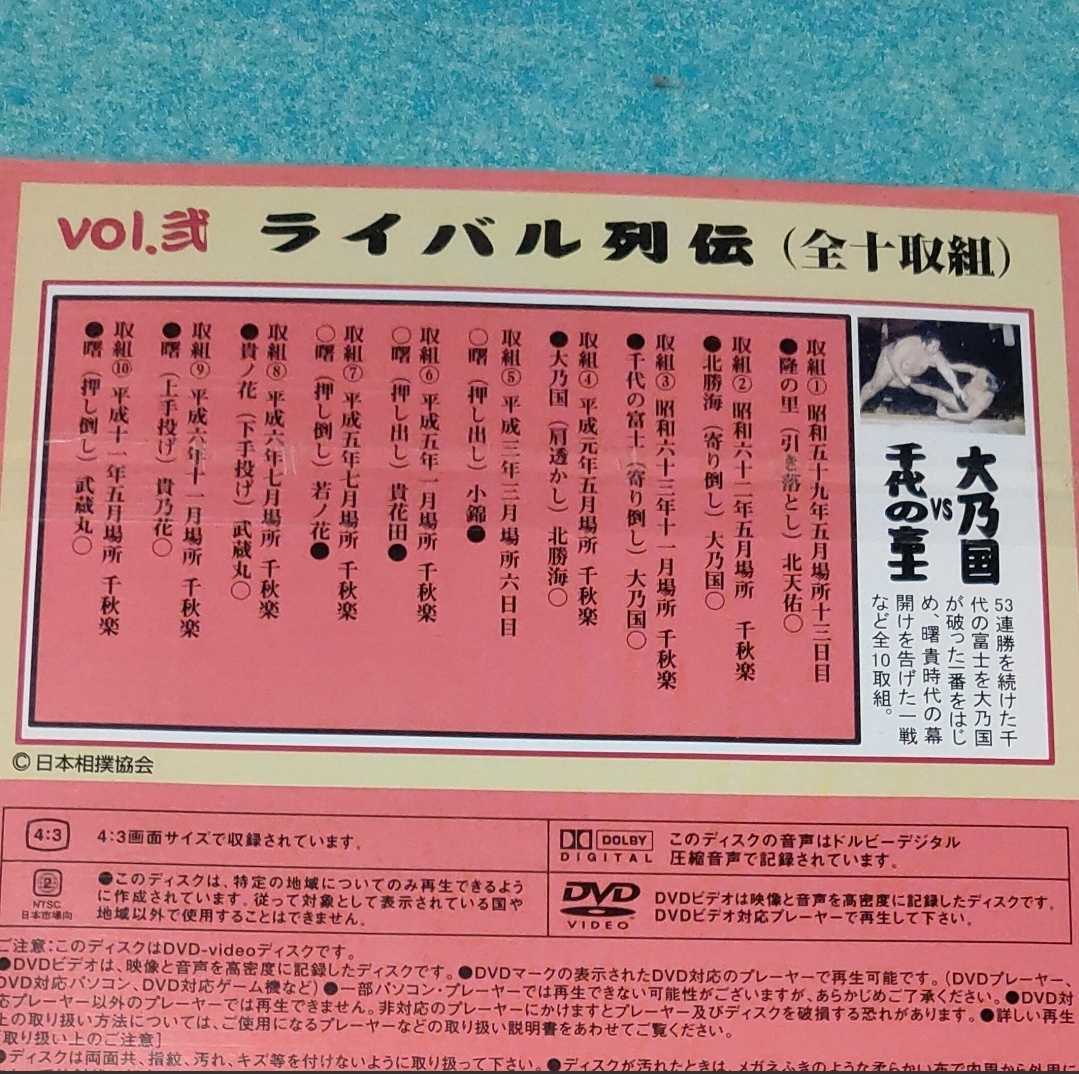 vol.弐 ライバル列伝（全十取組）
大乃国
VS
千代の富士
53連勝を続けた千
代の富士を大乃国
が破った一番をはじ
め、曙貴時代の幕
開けを告げた一戦
など全10取組。
取組① 昭和五十九年五月場所十三日目
●隆の里（引き落とし）北天佑○
取組② 昭和六十二年五月場所 千秋楽
●北勝海（寄り倒し）大乃国○
取組③ 昭和六十三年十一月場所 千秋楽
●千代の富士（寄り倒し）大乃国○
取組④ 平成元年五月場所 千秋楽
●大乃国（肩透かし）北勝海○
取組⑤ 平成三年三月場所六日目
○曙（押し出し）小錦●
取組⑥ 平成五年一月場所 千秋楽
○曙（押し出し）貴花田●
取組⑦ 平成五年七月場所 千秋楽
○曙（押し倒し）若ノ花●
取組⑧ 平成六年七月場所 千秋楽
●貴ノ花（下手投げ）武蔵丸○
取組⑨ 平成六年十一月場所 千秋楽
●曙（上手投げ）貴乃花○
取組⑩ 平成十一年五月場所 千秋楽
●曙（押し倒し）武蔵丸○
©日本相撲協会
4:3 4:3画面サイズで収録されています。
DOLBY
DIGITAL
このディスクの音声はドルビーデジタル
圧縮音声で記録されています。
2
NTSC
日本市場向
●このディスクは、特定の地域についてのみ再生できるよう
に作成されています。従って対象として表示されている国や
地域以外で使用することはできません。
DVD
VIDEO
DVDビデオは映像と音声を高密度に記録したディスクです。
DVDビデオ対応プレーヤーで再生して下さい。
ご注意:このディスクはDVD-videoディスクです。
●DVDビデオは、映像と音声を高密度に記録したディスクです。●DVDマークの表示されたDVD対応のプレーヤーで再生可能です。(DVDプレーヤー、
DVD対応パソコン、DVD対応ゲーム機など)●一部パソコン・プレーヤーでは再生できない可能性がございますが、あらかじめご了承ください。●DVD対
応プレーヤー以外のプレーヤーでは再生できません。非対応のプレーヤーにかけますとプレーヤー及びディスクを破損する恐れがあります。●詳しい再生
上の取り扱い方法については、ご使用になるプレーヤーなどの取り扱い説明書をあわせてご覧ください。
[取り扱い上のご注意]
●ディスクは両面共、指紋、汚れ、キズ等を付けないように取り扱って下さい。●ディスクが汚れたときは、メガネふきのような柔らかい布で内周から外周に